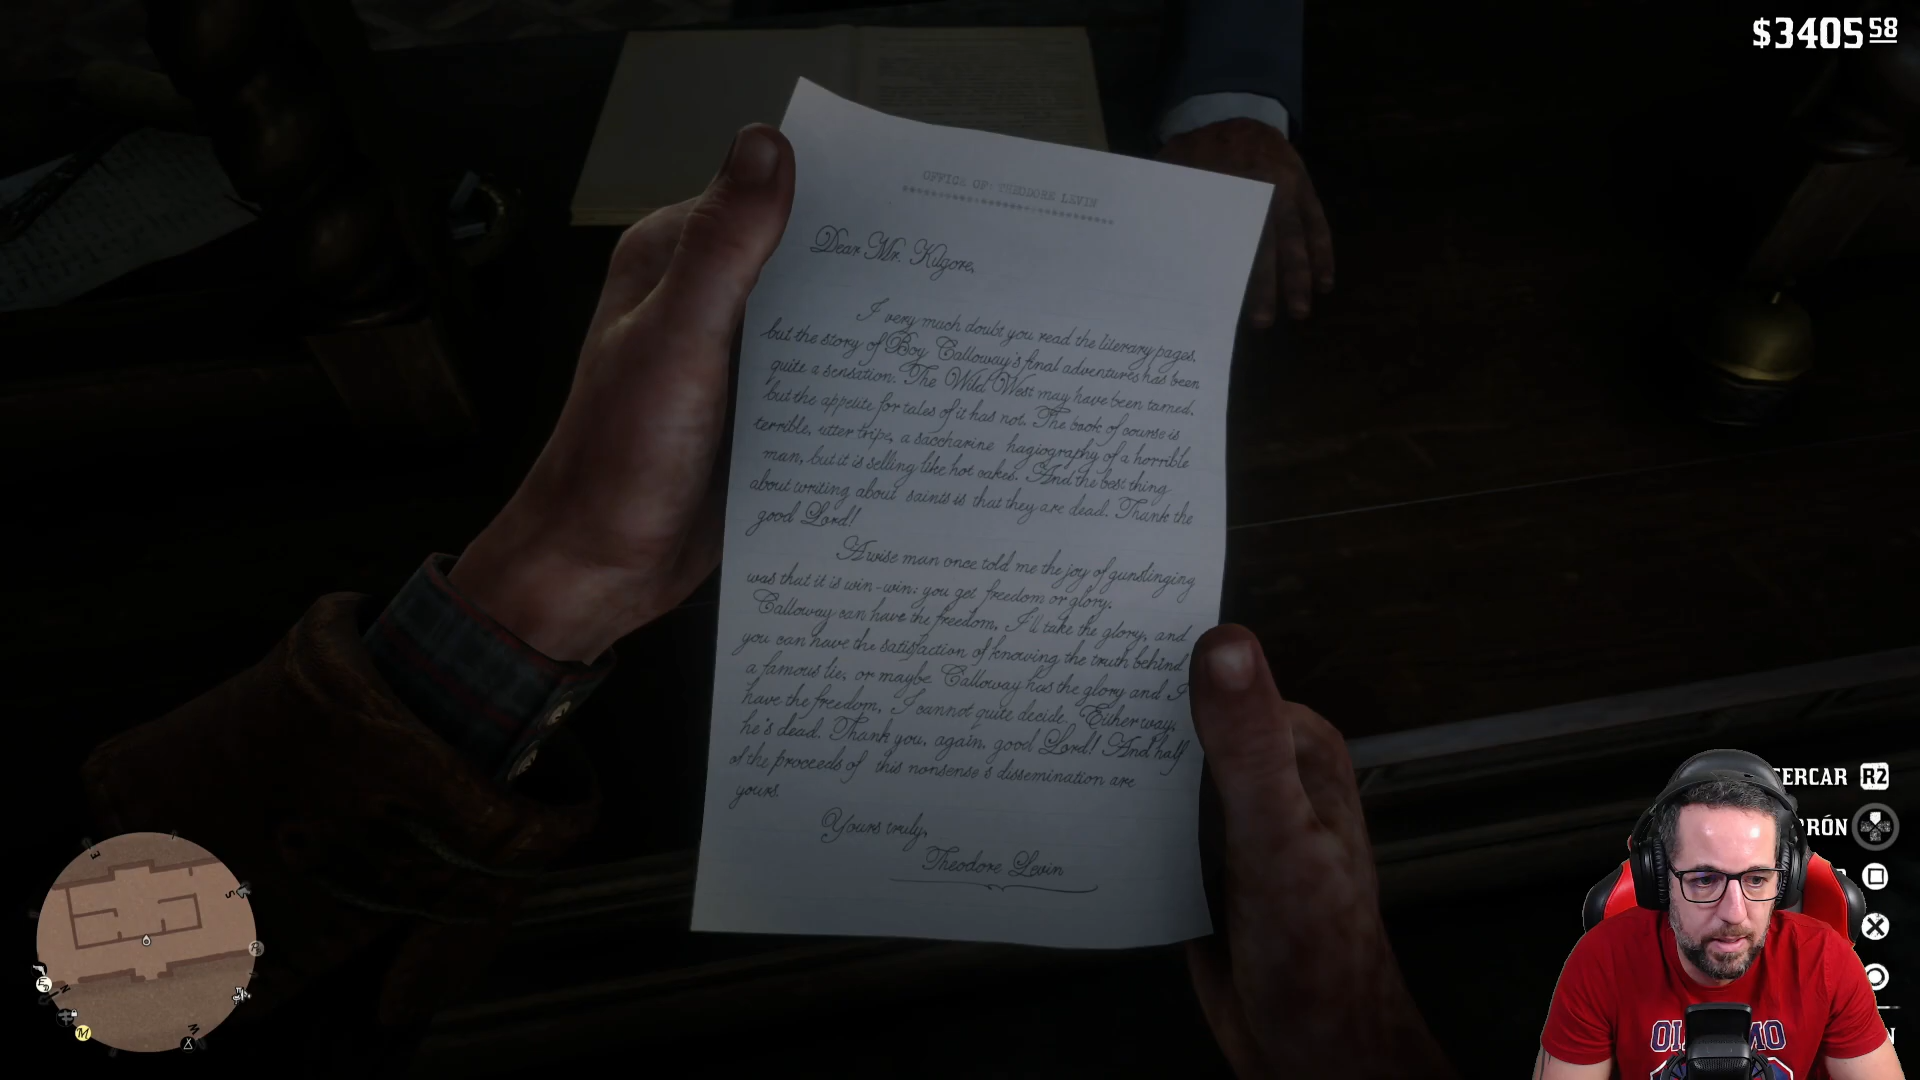 $3405 58
OFFICE OF: THEODORE LEVIN
Dear Mr. Kilgore,
I very much doubt you read the literary pages,
but the story of Boy Calloway's final adventures has been
quite a sensation. The Wild West may have been tamed,
but the appetite for tales of it has not. The book of course is
terrible, utter tripe, a saccharine hagiography of a horrible
man, but it is selling like hot cakes. And the best thing
about writing about saints is that they are dead. Thank the
good Lord!
A wise man once told me the joy of gunslinging
was that it is win-win: you get freedom or glory.
Calloway can have the freedom, I'll take the glory, and
you can have the satisfaction of knowing the truth behind
a famous lie, or maybe Calloway has the glory and I
have the freedom, I cannot quite decide. Either way,
he's dead. Thank you, again, good Lord! And half
of the proceeds of this nonsense's dissemination are
yours.
Yours truly,
Theodore Levin
ERCAR R2
RÓN